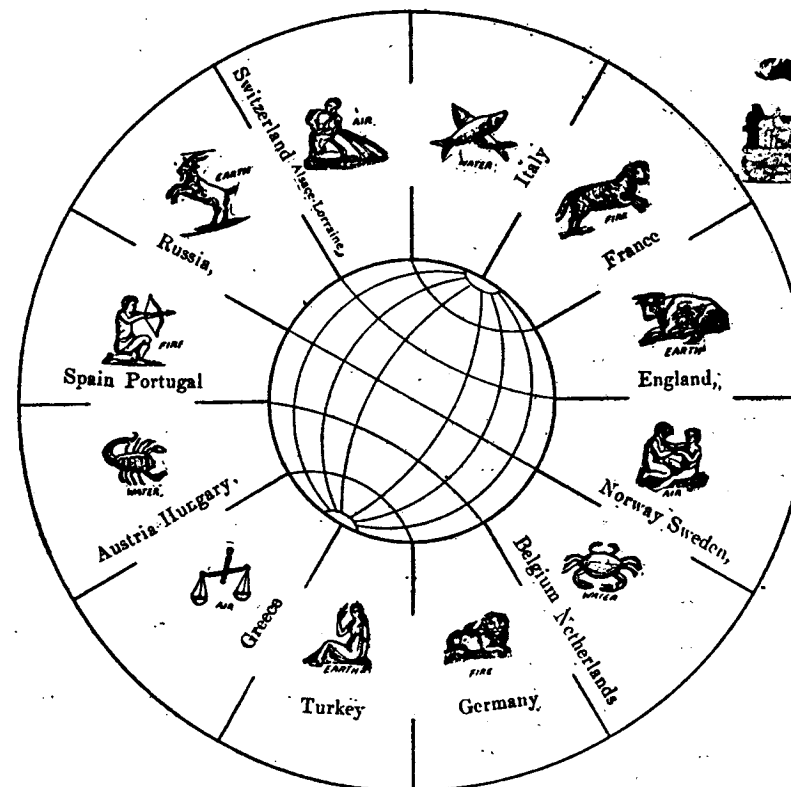 AIR
Switzerland Alsace-Lorraine,
WATER
Italy
FIRE
France
EARTH
England,
AIR
Norway Sweden,
WATER
Belgium Netherlands
FIRE
Germany
EARTH
Turkey
AIR
Greece
WATER
Austria-Hungary,
FIRE
Spain Portugal
EARTH
Russia,